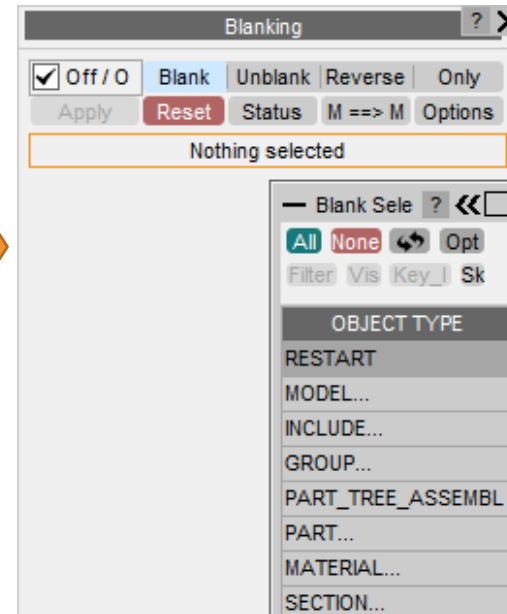 Blanking ?
Off / O Blank Unblank Reverse Only
Apply Reset Status M ==> M Options
Nothing selected
Blank Sele ?
All None Opt
Filter Vis Key_I Sk
OBJECT TYPE
RESTART
MODEL...
INCLUDE...
GROUP...
PART_TREE_ASSEMBL
PART...
MATERIAL...
SECTION...